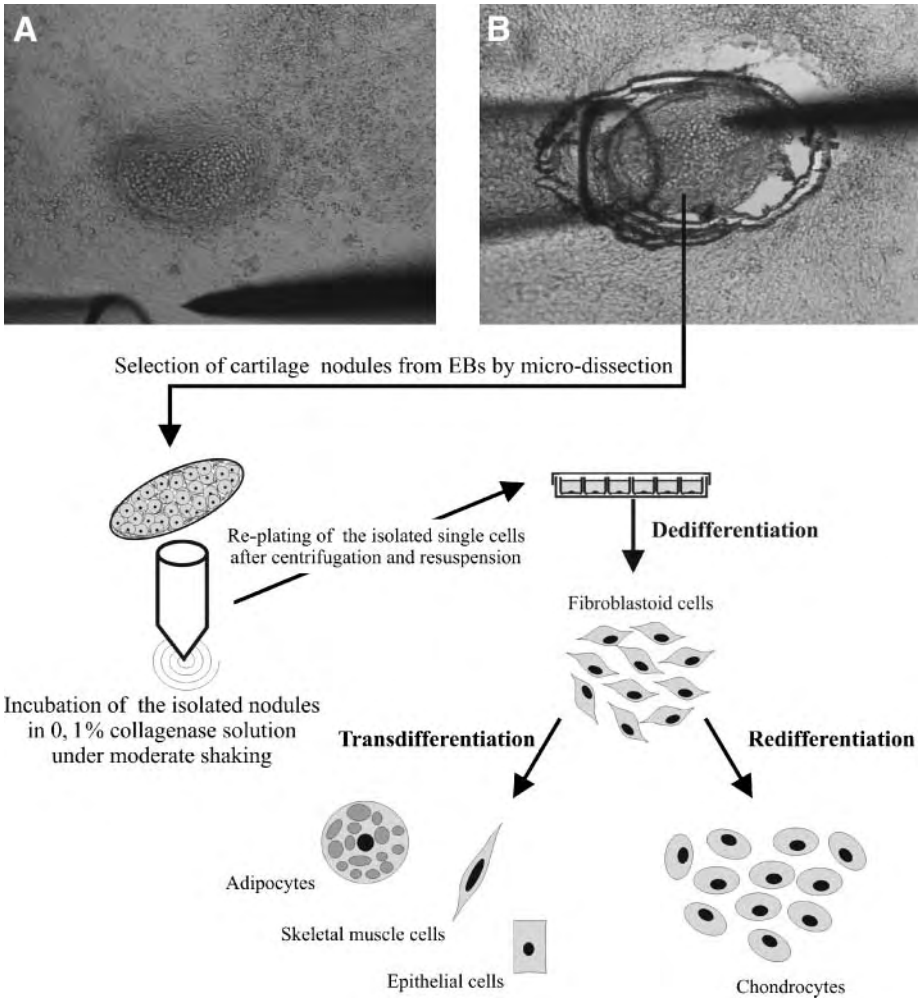 A
B
Selection of cartilage nodules from EBs by micro-dissection
Re-plating of the isolated single cells
after centrifugation and resuspension
Dedifferentiation
Fibroblastoid cells
Incubation of the isolated nodules
in 0, 1% collagenase solution
under moderate shaking
Transdifferentiation
Redifferentiation
Adipocytes
Skeletal muscle cells
Epithelial cells
Chondrocytes